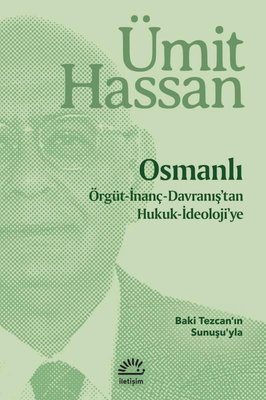 Ümit
Hassan
Osmanlı
Örgüt-İnanç-Davranış'tan
Hukuk-İdeoloji'ye
Baki Tezcan'ın
Sunuşu'yla
iletişim